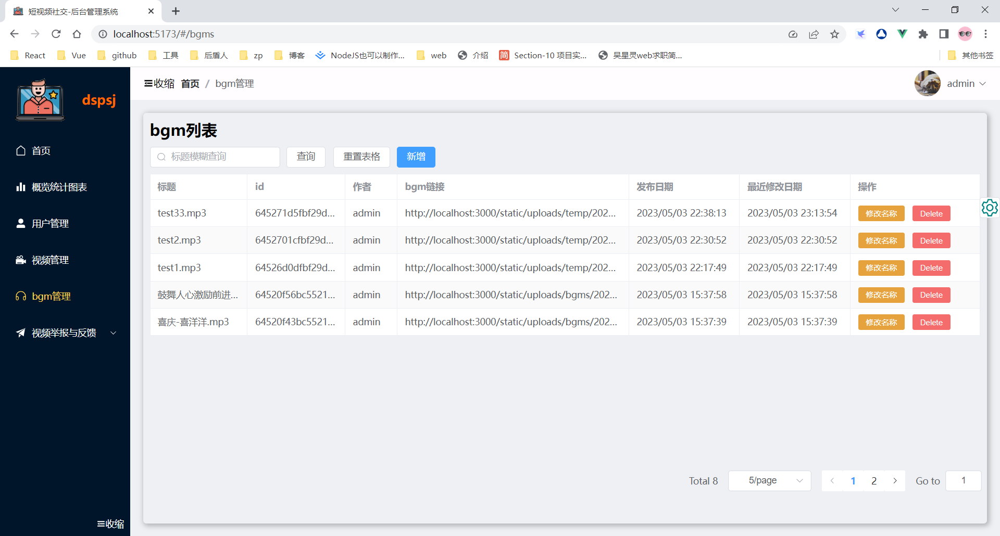 短视频社交-后台管理系统
localhost:5173/#/bgms
React Vue github 工具 后盾人 zp 博客 NodeJS也可以制作... web 介绍 简 Section-10 项目实... 吴星灵web求职简... 其他书签
dspsj
收缩 首页 / bgm管理 admin
首页
概览统计图表
用户管理
视频管理
bgm管理
视频举报与反馈
收缩
bgm列表
标题模糊查询 查询 重置表格 新增
标题 id 作者 bgm链接 发布日期 最近修改日期 操作
test33.mp3 645271d5fbf29d... admin http://localhost:3000/static/uploads/temp/202... 2023/05/03 22:38:13 2023/05/03 23:13:54 修改名称 Delete
test2.mp3 6452701cfbf29d... admin http://localhost:3000/static/uploads/temp/202... 2023/05/03 22:30:52 2023/05/03 22:30:52 修改名称 Delete
test1.mp3 64526d0dfbf29d... admin http://localhost:3000/static/uploads/temp/202... 2023/05/03 22:17:49 2023/05/03 22:17:49 修改名称 Delete
鼓舞人心激励前进... 64520f56bc5521... admin http://localhost:3000/static/uploads/bgms/202... 2023/05/03 15:37:58 2023/05/03 15:37:58 修改名称 Delete
喜庆-喜洋洋.mp3 64520f43bc5521... admin http://localhost:3000/static/uploads/bgms/202... 2023/05/03 15:37:39 2023/05/03 15:37:39 修改名称 Delete
Total 8 5/page 1 2 Go to 1